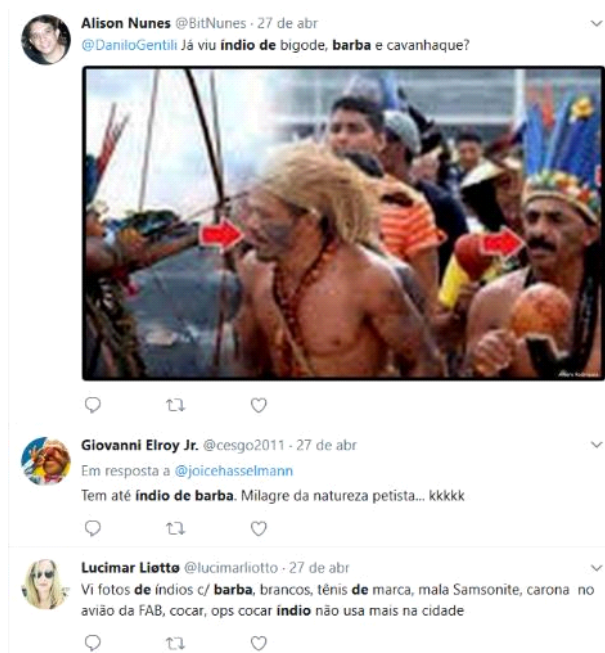 Alison Nunes @BitNunes · 27 de abr
@DaniloGentili Já viu índio de bigode, barba e cavanhaque?
Giovanni Elroy Jr. @cesgo2011 · 27 de abr
Em resposta a @joicehasselmann
Tem até índio de barba. Milagre da natureza petista... kkkkk
Lucimar Liøttø @lucimarliotto · 27 de abr
Vi fotos de índios c/ barba, brancos, tênis de marca, mala Samsonite, carona no
avião da FAB, cocar, ops cocar índio não usa mais na cidade